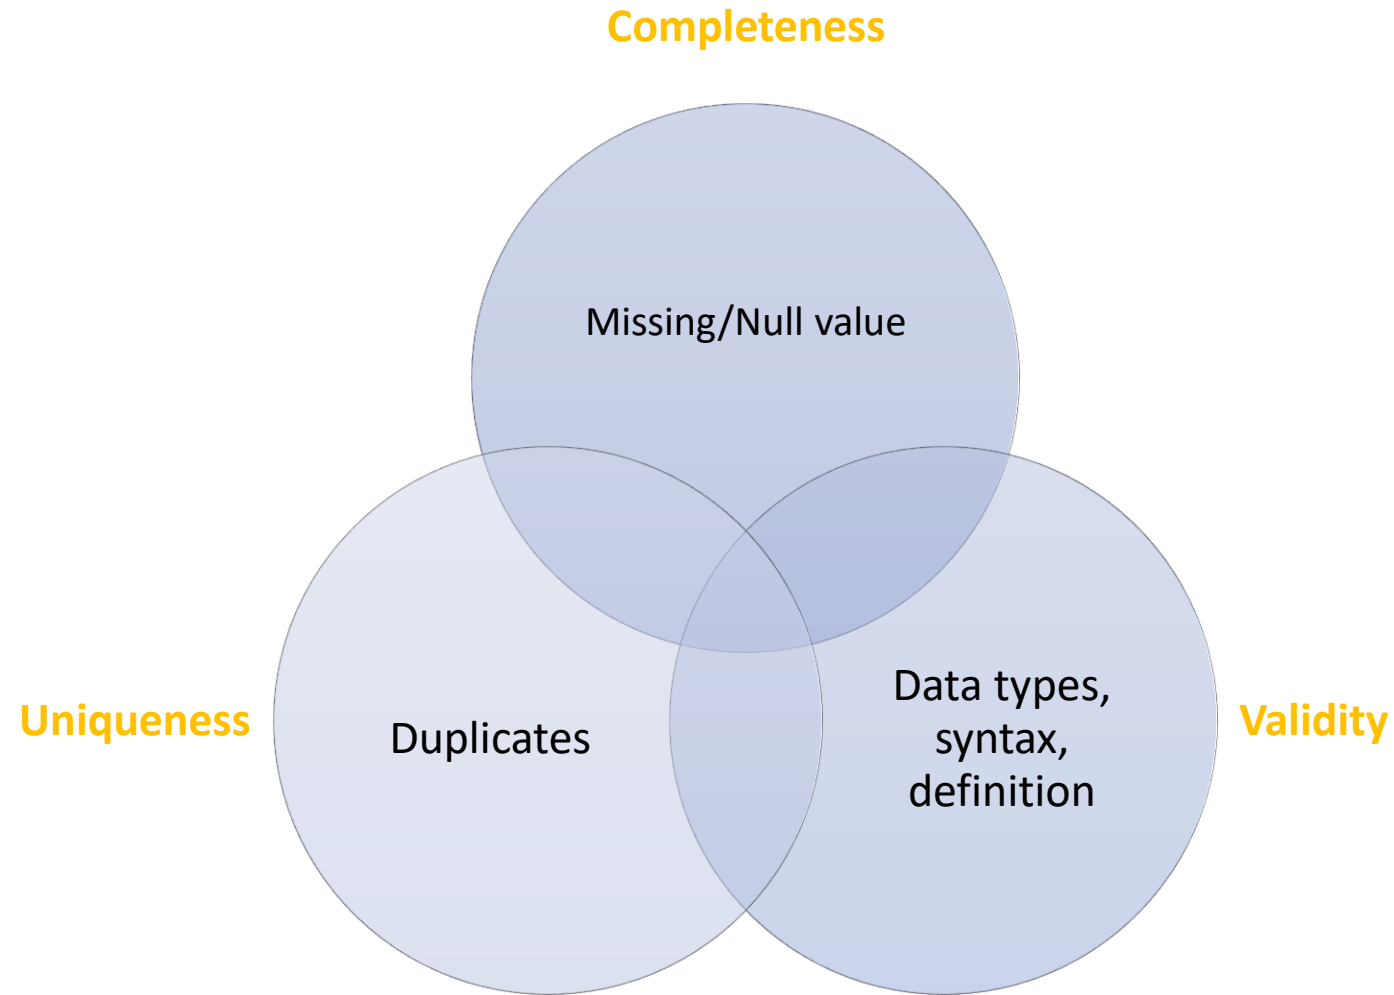 Completeness
Missing/Null value
Uniqueness
Duplicates
Data types,
syntax,
definition
Validity